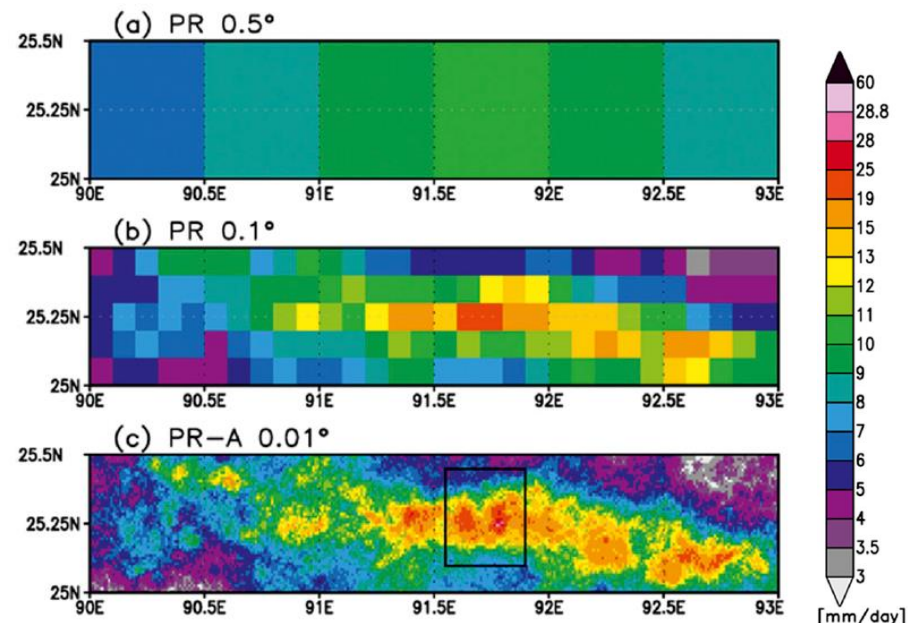 (a) PR 0.5°
25.5N
25.25N
25N
90E 90.5E 91E 91.5E 92E 92.5E 93E
(b) PR 0.1°
25.5N
25.25N
25N
90E 90.5E 91E 91.5E 92E 92.5E 93E
(c) PR-A 0.01°
25.5N
25.25N
25N
90E 90.5E 91E 91.5E 92E 92.5E 93E
60
28.8
28
25
19
15
13
12
11
10
9
8
7
6
5
4
3.5
3
[mm/day]